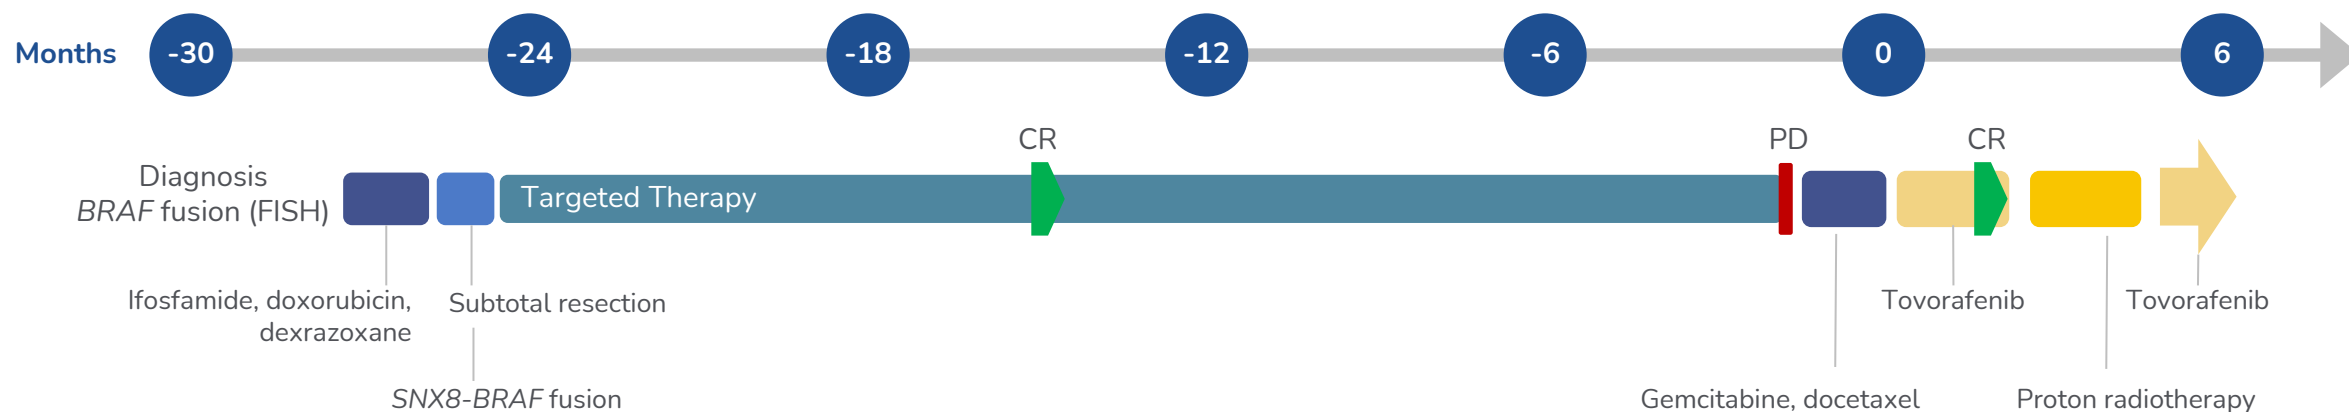 Months
-30
-24
-18
-12
-6
0
6
CR
PD
CR
Diagnosis
BRAF fusion (FISH)
Targeted Therapy
Ifosfamide, doxorubicin,
dexrazoxane
Subtotal resection
Tovorafenib
Tovorafenib
SNX8-BRAF fusion
Gemcitabine, docetaxel
Proton radiotherapy